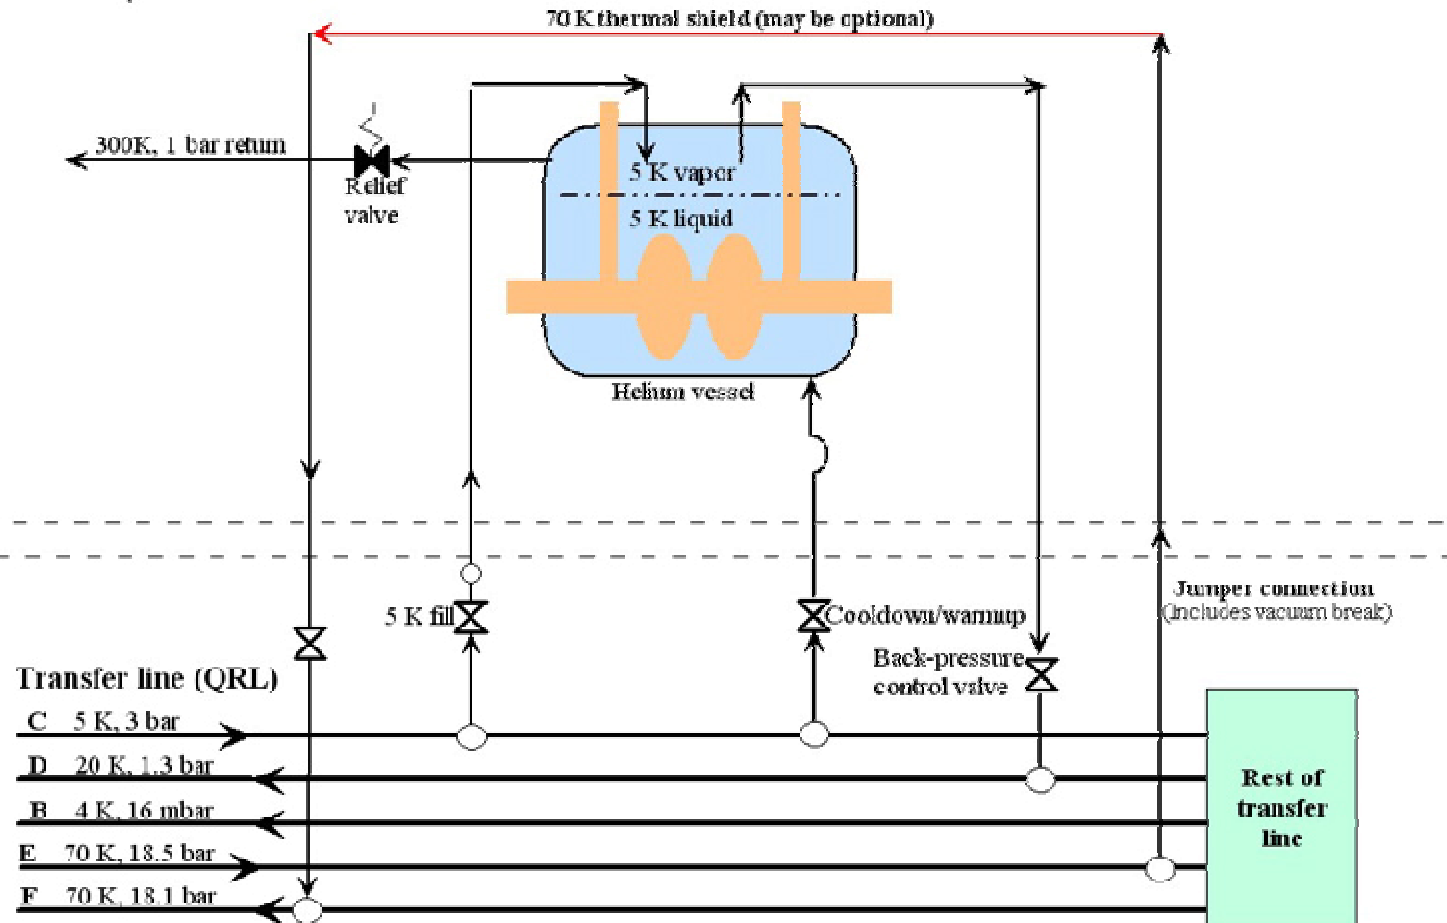 70 K thermal shield (may be optional)
300K, 1 bar return
Relief
valve
5 K vapor
5 K liquid
Helium vessel
5 K fill
Cooldown/warmup
Jumper connection
(includes vacuum break)
Back-pressure
control valve
Transfer line (QRL)
C 5 K, 3 bar
D 20 K, 1.3 bar
B 4 K, 16 mbar
E 70 K, 18.5 bar
F 70 K, 18.1 bar
Rest of
transfer
line